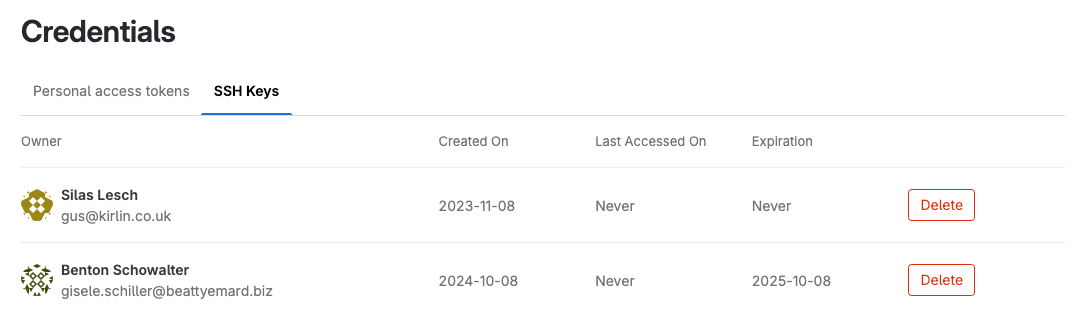 Credentials
Personal access tokens SSH Keys
Owner Created On Last Accessed On Expiration
Silas Lesch
gus@kirlin.co.uk 2023-11-08 Never Never Delete
Benton Schowalter
gisele.schiller@beattyemard.biz 2024-10-08 Never 2025-10-08 Delete